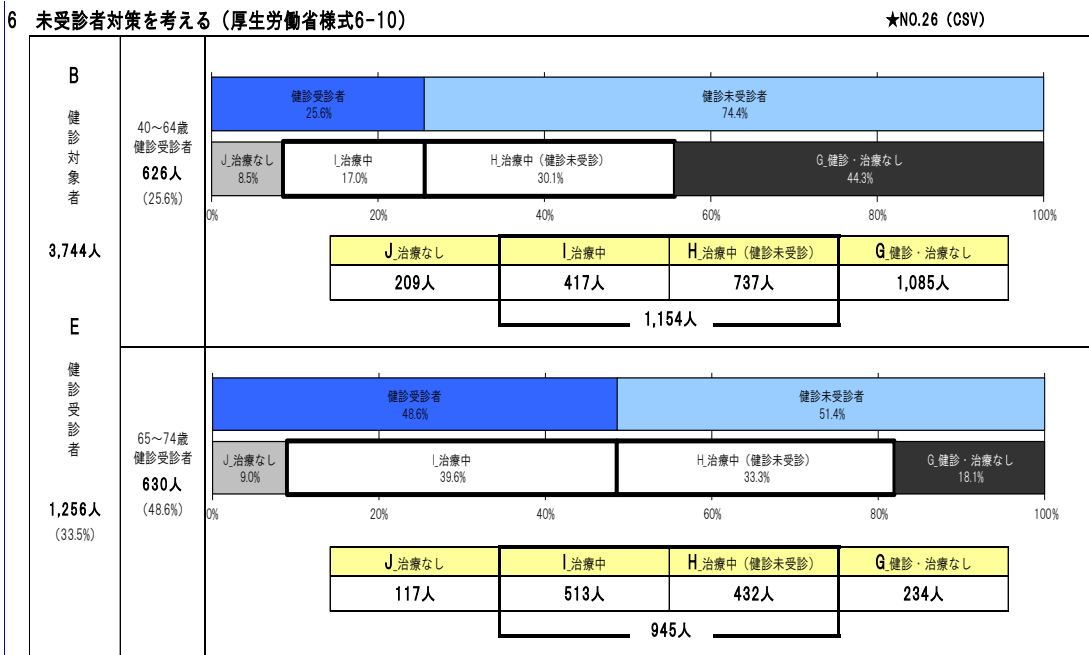 6 未受診者対策を考える（厚生労働省様式6-10）
★NO.26（CSV）
B
健診対象者
3,744人
E
健診受診者
1,256人
(33.5%)
40～64歳
健診受診者
626人
(25.6%)
健診受診者
25.6%
健診未受診者
74.4%
J_治療なし
8.5%
I_治療中
17.0%
H_治療中（健診未受診）
30.1%
G_健診・治療なし
44.3%
0% 20% 40% 60% 80% 100%
J_治療なし I_治療中 H_治療中（健診未受診） G_健診・治療なし
209人 417人 737人 1,085人
1,154人
65～74歳
健診受診者
630人
(48.6%)
健診受診者
48.6%
健診未受診者
51.4%
J_治療なし
9.0%
I_治療中
39.6%
H_治療中（健診未受診）
33.3%
G_健診・治療なし
18.1%
0% 20% 40% 60% 80% 100%
J_治療なし I_治療中 H_治療中（健診未受診） G_健診・治療なし
117人 513人 432人 234人
945人